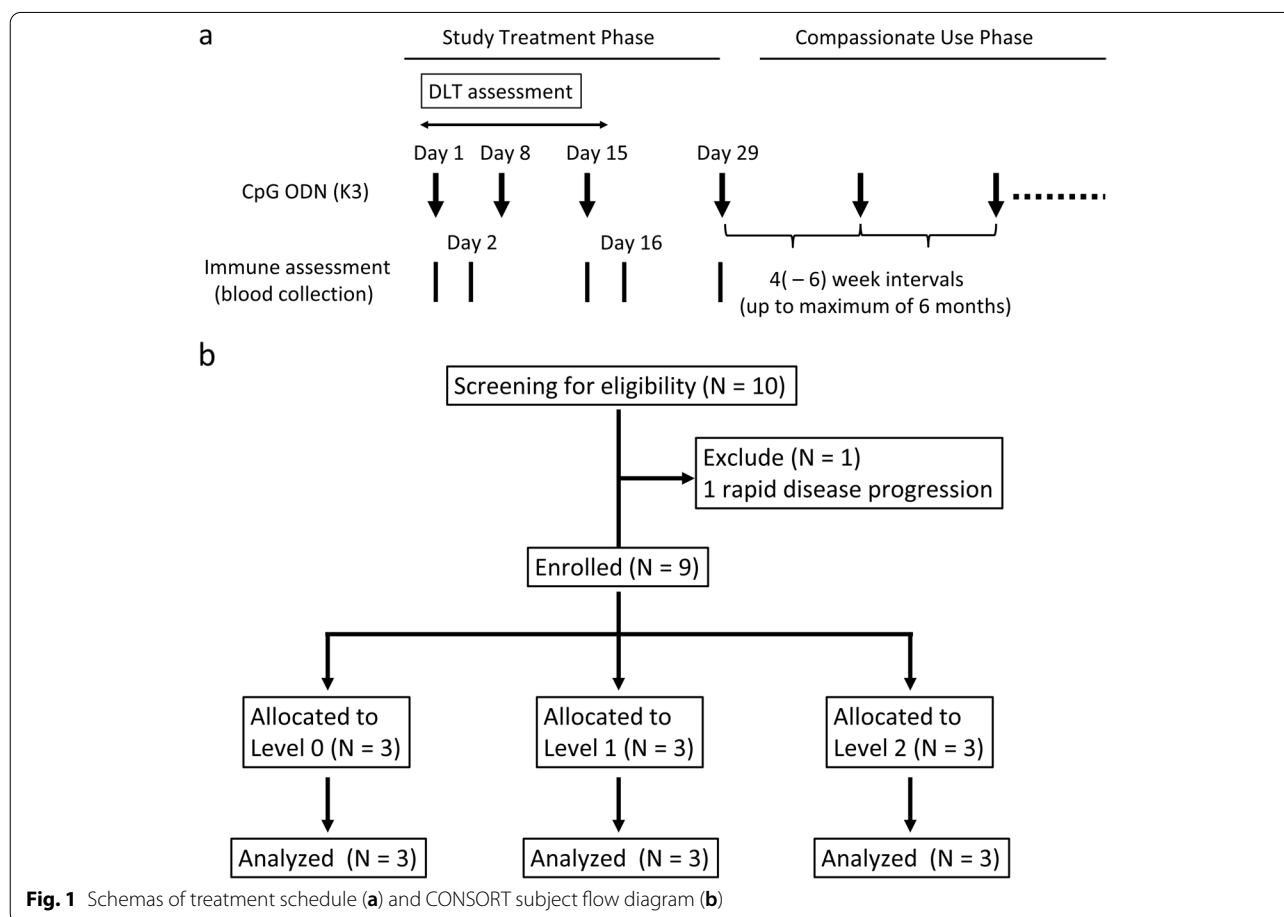 a
Study Treatment Phase
Compassionate Use Phase
DLT assessment
Day 1
Day 8
Day 15
Day 29
CpG ODN (K3)
Day 2
Day 16
Immune assessment
(blood collection)
4( – 6) week intervals
(up to maximum of 6 months)
b
Screening for eligibility (N = 10)
Exclude (N = 1)
1 rapid disease progression
Enrolled (N = 9)
Allocated to
Level 0 (N = 3)
Allocated to
Level 1 (N = 3)
Allocated to
Level 2 (N = 3)
Analyzed (N = 3)
Analyzed (N = 3)
Analyzed (N = 3)
Fig. 1 Schemas of treatment schedule (a) and CONSORT subject flow diagram (b)